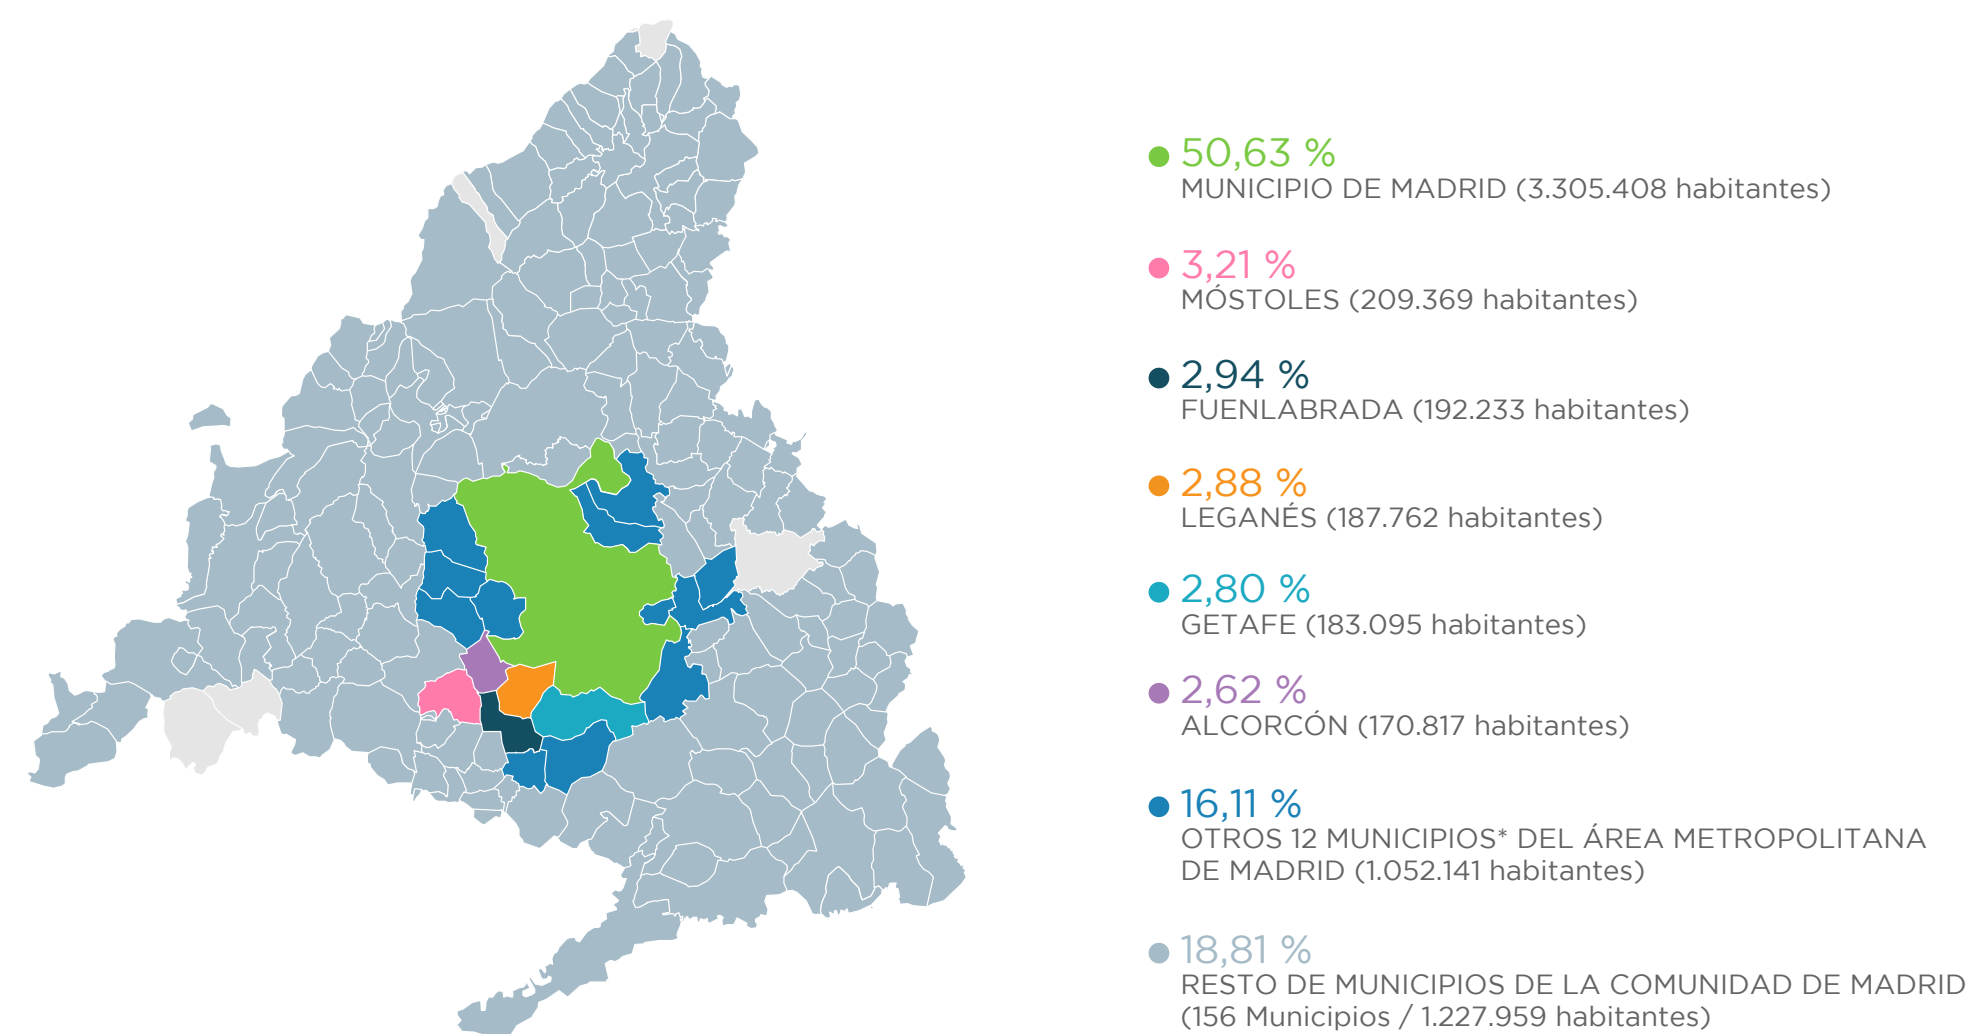 50,63 %
MUNICIPIO DE MADRID (3.305.408 habitantes)
3,21 %
MÓSTOLES (209.369 habitantes)
2,94 %
FUENLABRADA (192.233 habitantes)
2,88 %
LEGANÉS (187.762 habitantes)
2,80 %
GETAFE (183.095 habitantes)
2,62 %
ALCORCÓN (170.817 habitantes)
16,11 %
OTROS 12 MUNICIPIOS* DEL ÁREA METROPOLITANA
DE MADRID (1.052.141 habitantes)
18,81 %
RESTO DE MUNICIPIOS DE LA COMUNIDAD DE MADRID
(156 Municipios / 1.227.959 habitantes)